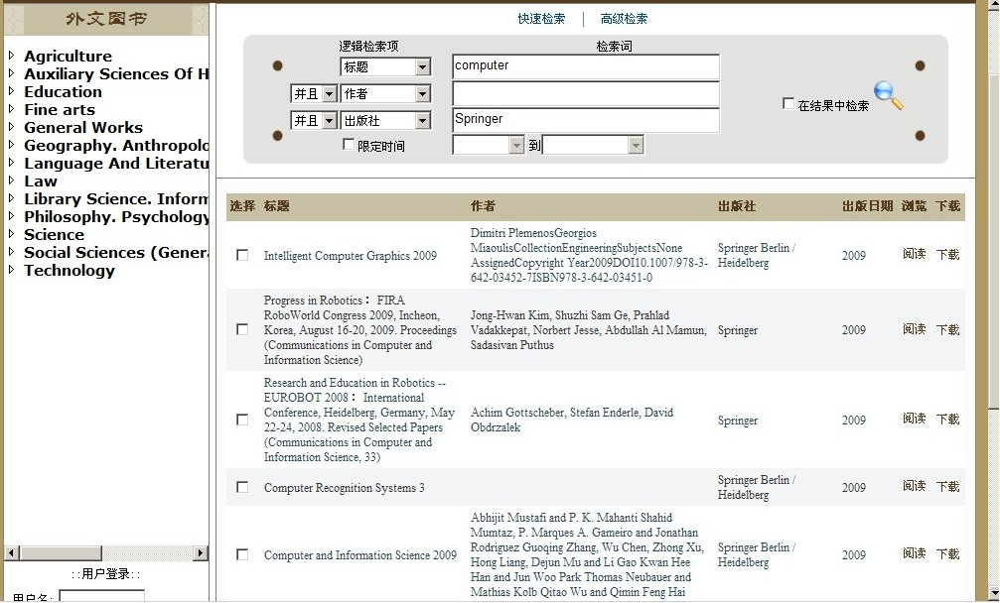 外文图书
Agriculture
Auxiliary Sciences Of H
Education
Fine arts
General Works
Geography. Anthropolo
Language And Literatu
Law
Library Science. Inform
Philosophy. Psychology
Science
Social Sciences (Genera
Technology
::用户登录::
用户名:
快速检索 | 高级检索
逻辑检索项 检索词
标题 computer
并且 作者
并且 出版社 Springer
限定时间 到
在结果中检索
选择 标题 作者 出版社 出版日期 浏览 下载
Intelligent Computer Graphics 2009
Dimitri PlemenosGeorgios
MiaoulisCollectionEngineeringSubjectsNone
AssignedCopyright Year2009DOI10.1007/978-3-
642-03452-7ISBN978-3-642-03451-0
Springer Berlin /
Heidelberg
2009 阅读 下载
Progress in Robotics： FIRA
RoboWorld Congress 2009, Incheon,
Korea, August 16-20, 2009. Proceedings
(Communications in Computer and
Information Science)
Jong-Hwan Kim, Shuzhi Sam Ge, Prahlad
Vadakkepat, Norbert Jesse, Abdullah Al Mamun,
Sadasivan Puthus
Springer
2009 阅读 下载
Research and Education in Robotics --
EUROBOT 2008： International
Conference, Heidelberg, Germany, May
22-24, 2008. Revised Selected Papers
(Communications in Computer and
Information Science, 33)
Achim Gottscheber, Stefan Enderle, David
Obdrzalek
Springer
2009 阅读 下载
Computer Recognition Systems 3
Springer Berlin /
Heidelberg
2009 阅读 下载
Computer and Information Science 2009
Abhijit Mustafi and P. K. Mahanti Shahid
Mumtaz, P. Marques A. Gameiro and Jonathan
Rodriguez Guoqing Zhang, Wu Chen, Zhong Xu,
Hong Liang, Dejun Mu and Li Gao Kwan Hee
Han and Jun Woo Park Thomas Neubauer and
Mathias Kolb Qitao Wu and Qimin Feng Hai
Springer Berlin /
Heidelberg
2009 阅读 下载